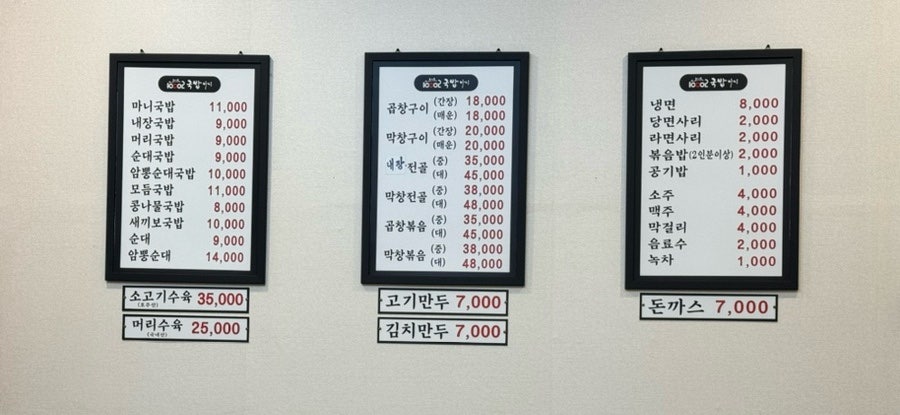 국밥
마니국밥 11,000
내장국밥 9,000
머리국밥 9,000
순대국밥 9,000
암뽕순대국밥 10,000
모듬국밥 11,000
콩나물국밥 8,000
새끼보국밥 10,000
순대 9,000
암뽕순대 14,000
소고기수육 35,000
(호주산)
머리수육 25,000
(국내산)
국밥
곱창구이 (간장) 18,000
(매운) 18,000
막창구이 (간장) 20,000
(매운) 20,000
내장전골 (중) 35,000
(대) 45,000
막창전골 (중) 38,000
(대) 48,000
곱창볶음 (중) 35,000
(대) 45,000
막창볶음 (중) 38,000
(대) 48,000
고기만두 7,000
김치만두 7,000
국밥
냉면 8,000
당면사리 2,000
라면사리 2,000
볶음밥(2인분이상) 2,000
공기밥 1,000
소주 4,000
맥주 4,000
막걸리 4,000
음료수 2,000
녹차 1,000
돈까스 7,000